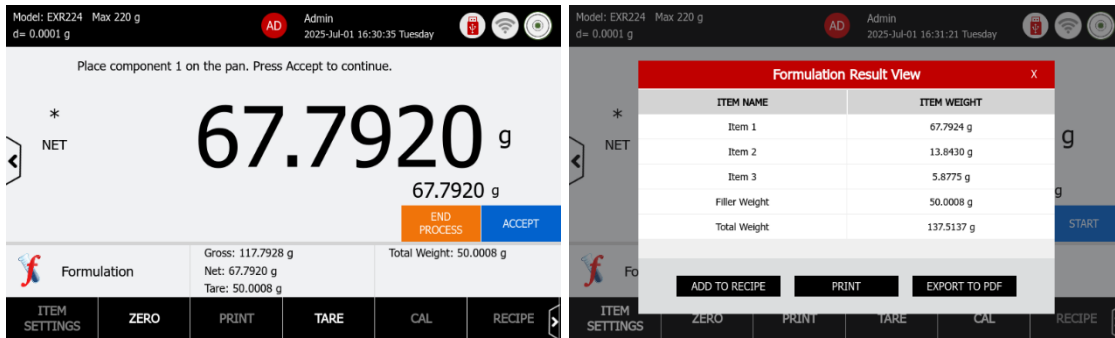 Model: EXR224 Max 220 g
d= 0.0001 g
AD
Admin
2025-Jul-01 16:30:35 Tuesday
Place component 1 on the pan. Press Accept to continue.
*
NET
67.7920 g
67.7920 g
END PROCESS
ACCEPT
Formulation
Gross: 117.7928 g
Net: 67.7920 g
Tare: 50.0008 g
Total Weight: 50.0008 g
ITEM SETTINGS
ZERO
PRINT
TARE
CAL
RECIPE
Model: EXR224 Max 220 g
d= 0.0001 g
AD
Admin
2025-Jul-01 16:31:21 Tuesday
Formulation Result View X
ITEM NAME ITEM WEIGHT
Item 1 67.7924 g
Item 2 13.8430 g
Item 3 5.8775 g
Filler Weight 50.0008 g
Total Weight 137.5137 g
ADD TO RECIPE
PRINT
EXPORT TO PDF
*
NET
g
g
START
Fo
ITEM SETTINGS
ZERO
PRINT
TARE
CAL
RECIPE